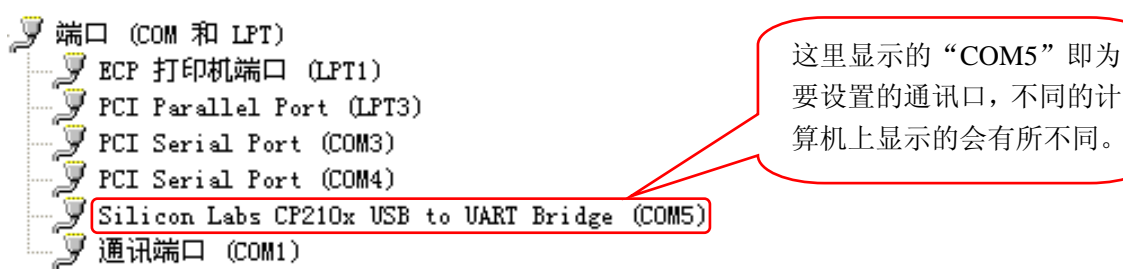 端口 (COM 和 LPT)
ECP 打印机端口 (LPT1)
PCI Parallel Port (LPT3)
PCI Serial Port (COM3)
PCI Serial Port (COM4)
Silicon Labs CP210x USB to UART Bridge (COM5)
通讯端口 (COM1)
这里显示的“COM5”即为
要设置的通讯口，不同的计
算机上显示的会有所不同。